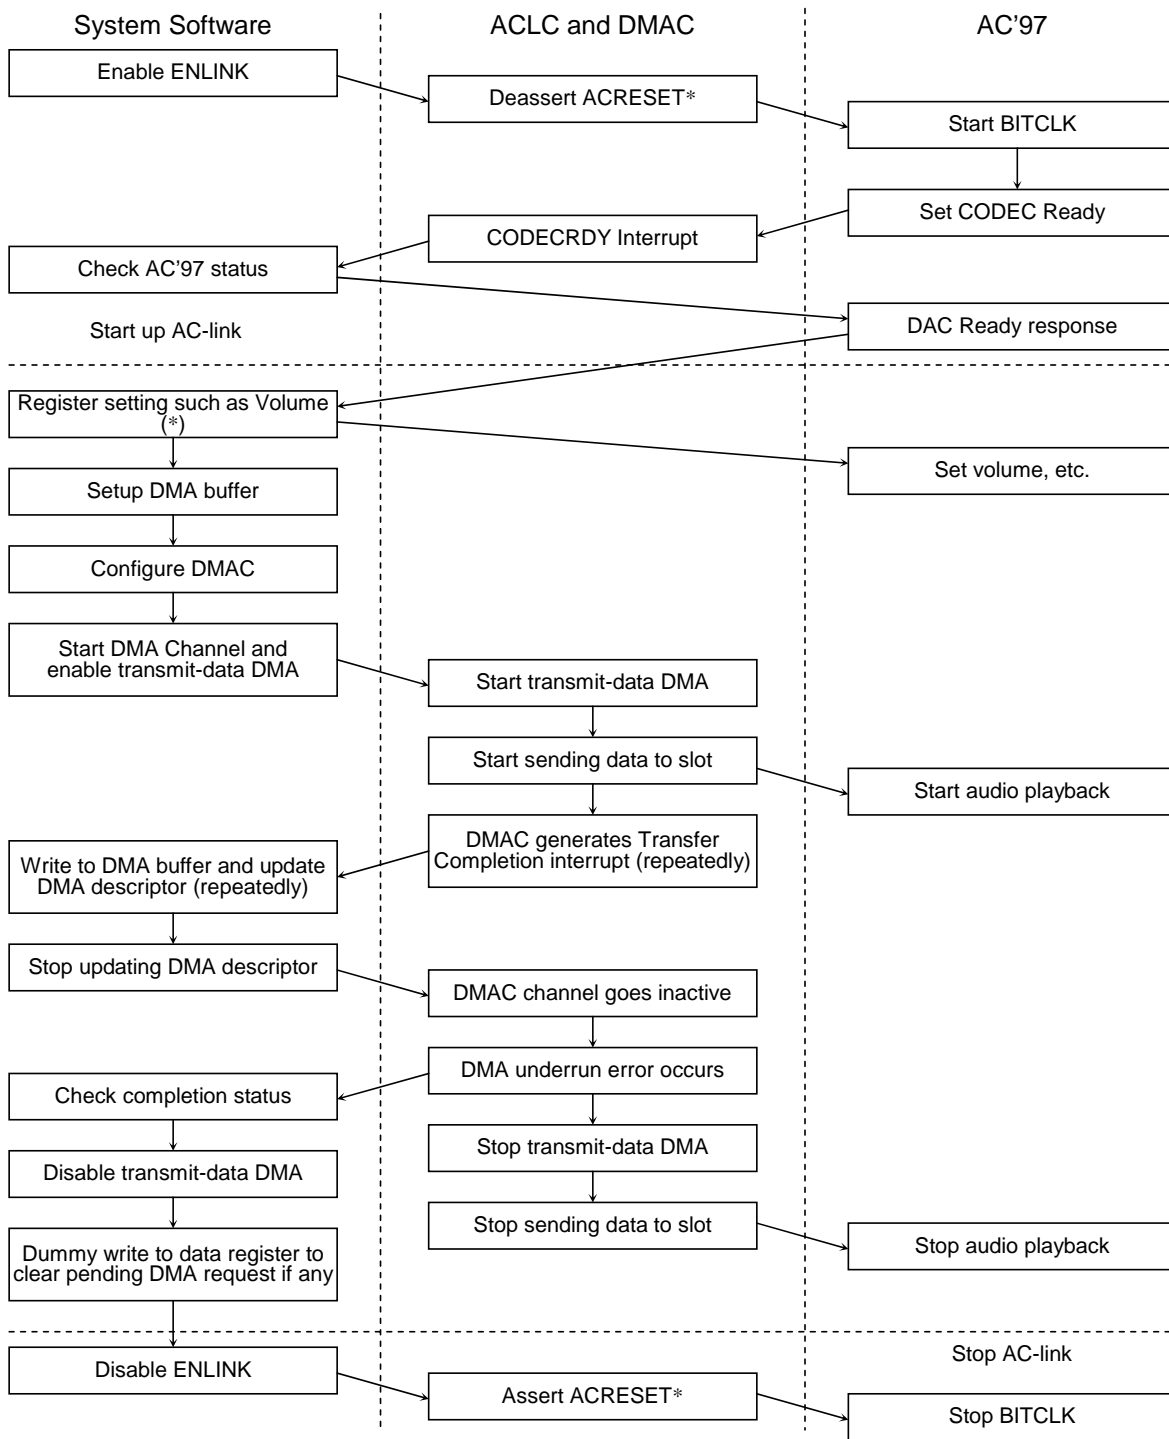 System Software
ACLC and DMAC
AC’97
Enable ENLINK
Deassert ACRESET*
Start BITCLK
Set CODEC Ready
CODECRDY Interrupt
Check AC’97 status
DAC Ready response
Start up AC-link
Register setting such as Volume
(*)
Set volume, etc.
Setup DMA buffer
Configure DMAC
Start DMA Channel and
enable transmit-data DMA
Start transmit-data DMA
Start sending data to slot
Start audio playback
DMAC generates Transfer
Completion interrupt (repeatedly)
Write to DMA buffer and update
DMA descriptor (repeatedly)
Stop updating DMA descriptor
DMAC channel goes inactive
DMA underrun error occurs
Check completion status
Stop transmit-data DMA
Disable transmit-data DMA
Stop sending data to slot
Stop audio playback
Dummy write to data register to
clear pending DMA request if any
Stop AC-link
Disable ENLINK
Assert ACRESET*
Stop BITCLK